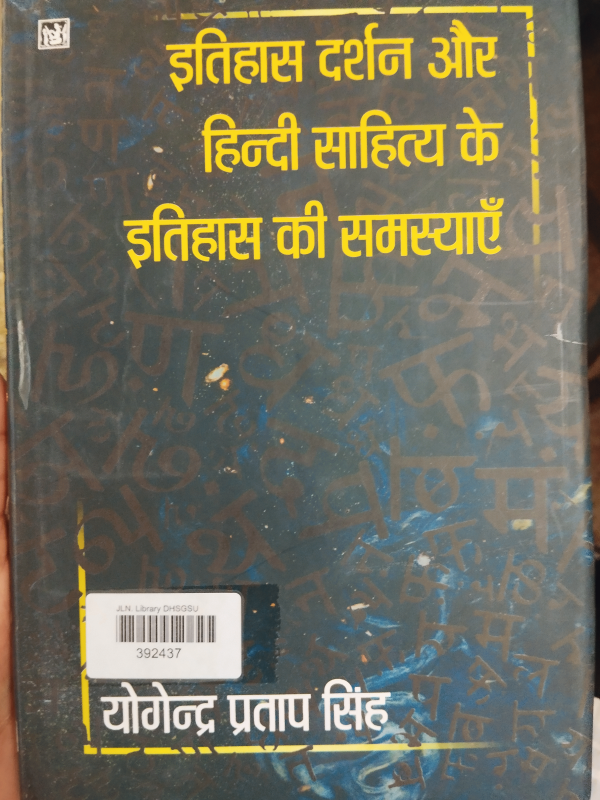 इतिहास दर्शन और
हिन्दी साहित्य के
इतिहास की समस्याएँ
JLN. Library DHSGSU
392437
योगेन्द्र प्रताप सिंह